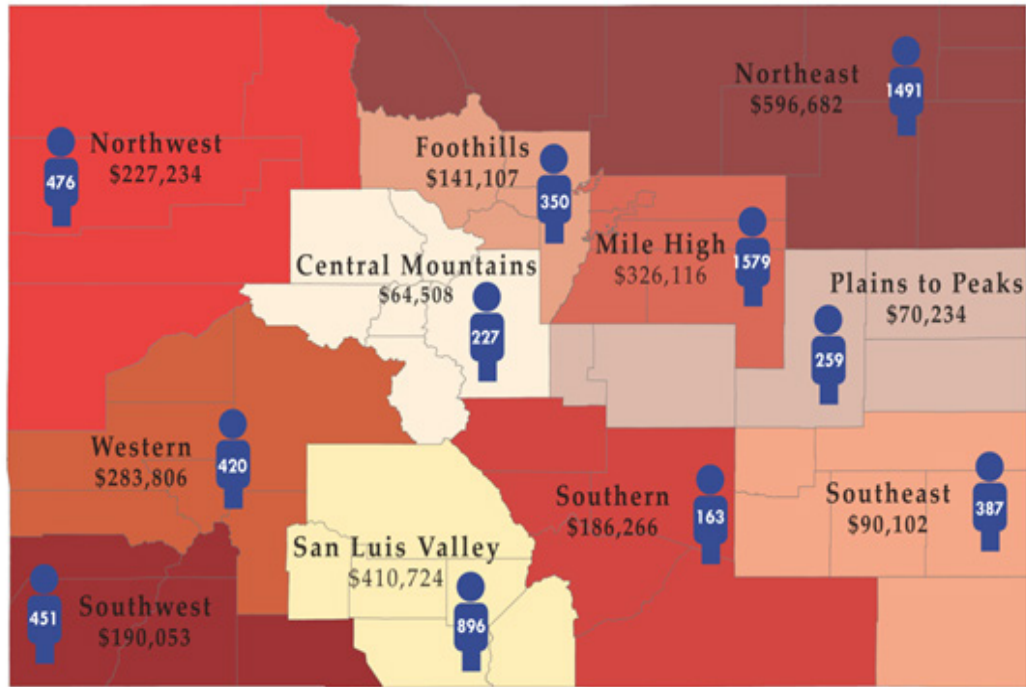 Northeast
$596,682
1491
Northwest
$227,234
476
Foothills
$141,107
350
Mile High
$326,116
1579
Central Mountains
$64,508
227
Plains to Peaks
$70,234
259
Western
$283,806
420
Southern
$186,266
163
Southeast
$90,102
387
San Luis Valley
$410,724
896
Southwest
$190,053
451